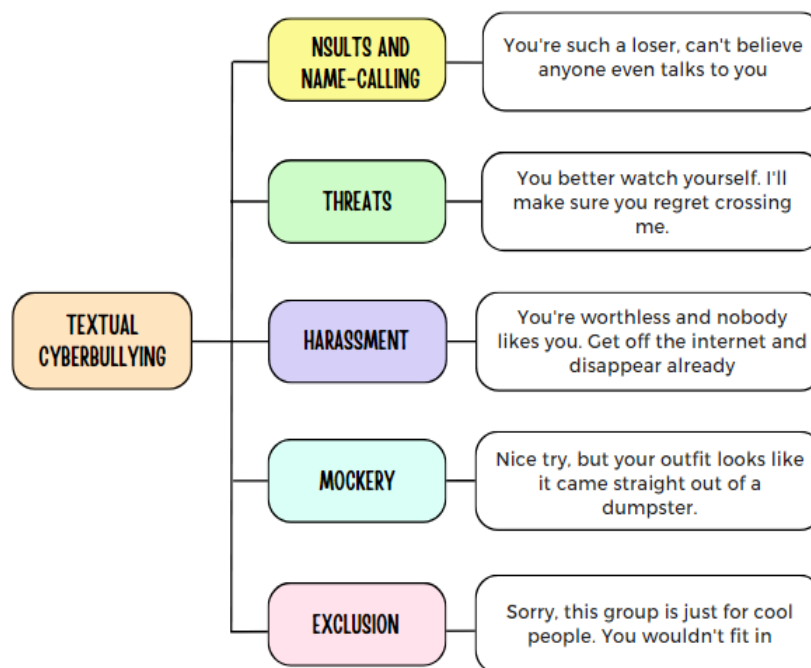 NSULTS AND
NAME-CALLING
You're such a loser, can't believe
anyone even talks to you
THREATS
You better watch yourself. I'll
make sure you regret crossing
me.
TEXTUAL
CYBERBULLYING
HARASSMENT
You're worthless and nobody
likes you. Get off the internet and
disappear already
MOCKERY
Nice try, but your outfit looks like
it came straight out of a
dumpster.
EXCLUSION
Sorry, this group is just for cool
people. You wouldn't fit in